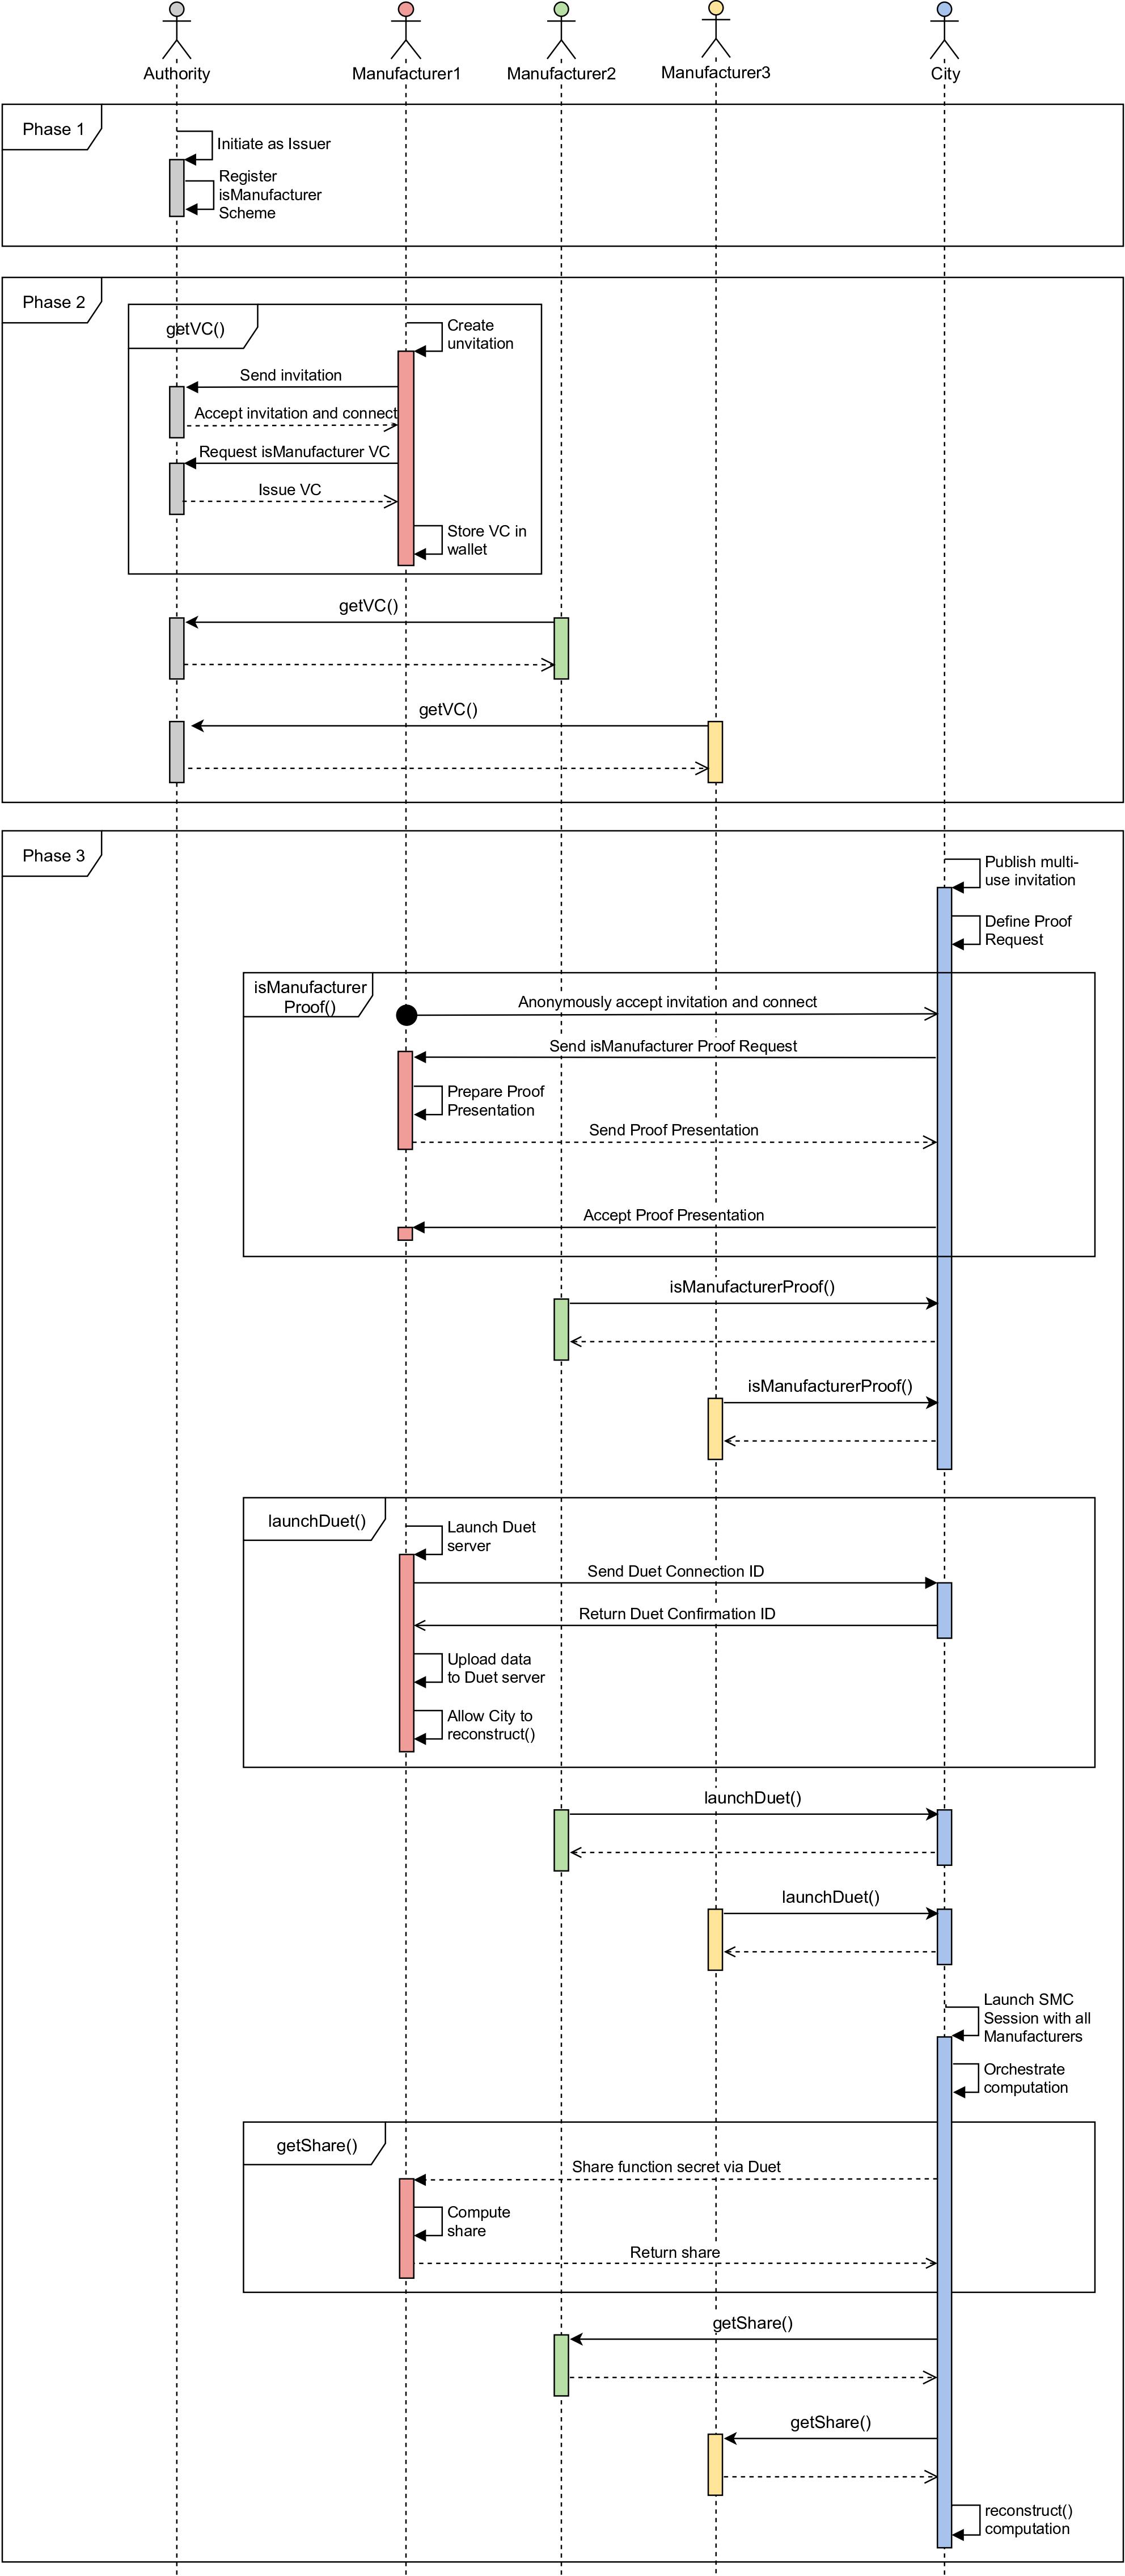 Authority
Manufacturer1
Manufacturer2
Manufacturer3
City
Phase 1
Initiate as Issuer
Register
isManufacturer
Scheme
Phase 2
getVC()
Create
unvitation
Send invitation
Accept invitation and connect
Request isManufacturer VC
Issue VC
Store VC in
wallet
getVC()
getVC()
Phase 3
Publish multi-
use invitation
Define Proof
Request
isManufacturer
Proof()
Anonymously accept invitation and connect
Send isManufacturer Proof Request
Prepare Proof
Presentation
Send Proof Presentation
Accept Proof Presentation
isManufacturerProof()
isManufacturerProof()
launchDuet()
Launch Duet
server
Send Duet Connection ID
Return Duet Confirmation ID
Upload data
to Duet server
Allow City to
reconstruct()
launchDuet()
launchDuet()
Launch SMC
Session with all
Manufacturers
Orchestrate
computation
getShare()
Share function secret via Duet
Compute
share
Return share
getShare()
getShare()
reconstruct()
computation